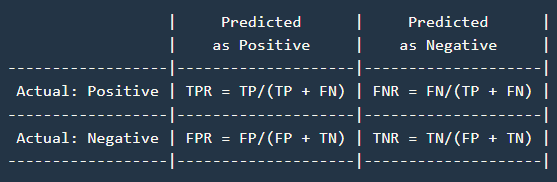 |     Predicted     |     Predicted     |
                  |    as Positive    |    as Negative    |
------------------|-------------------|-------------------|
 Actual: Positive | TPR = TP/(TP + FN) | FNR = FN/(TP + FN) |
------------------|-------------------|-------------------|
 Actual: Negative | FPR = FP/(FP + TN) | TNR = TN/(FP + TN) |
------------------|-------------------|-------------------|